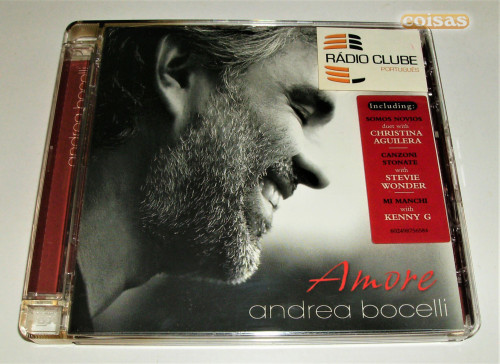 coisas
RÁDIO CLUBE
PORTUGUÊS
Including:
SOMOS NOVIOS
duet with
CHRISTINA
AGUILERA
CANZONI
STONATE
with
STEVIE
WONDER
MI MANCHI
with
KENNY G
Amore
andrea bocelli
andrea bocelli